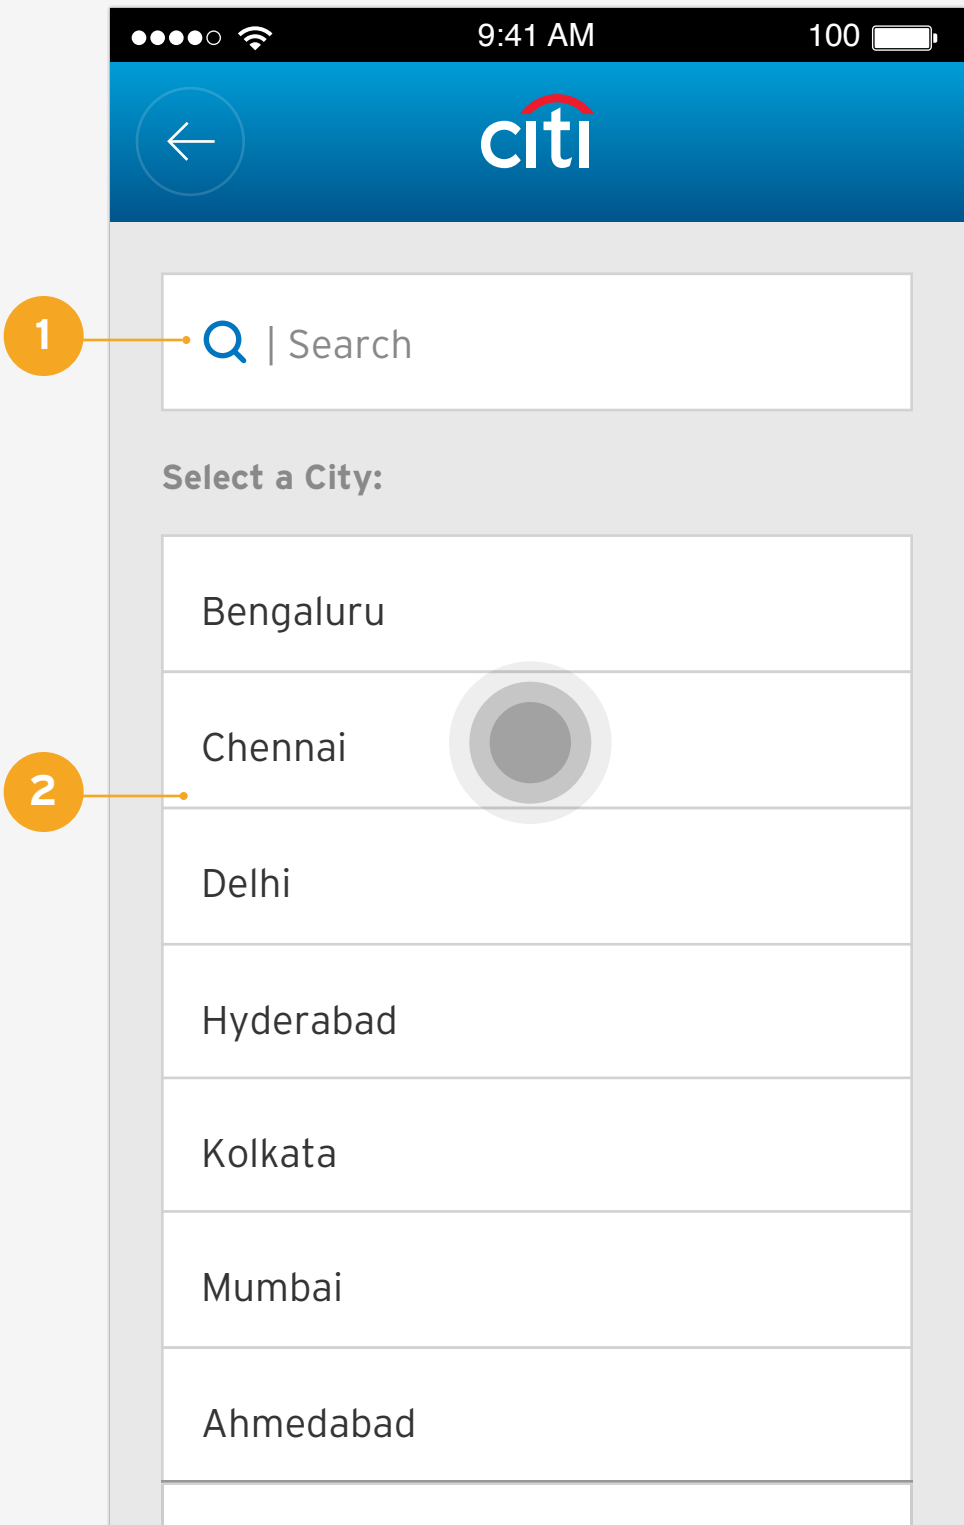 9:41 AM
100
citi
1
| Search
Select a City:
Bengaluru
Chennai
2
Delhi
Hyderabad
Kolkata
Mumbai
Ahmedabad